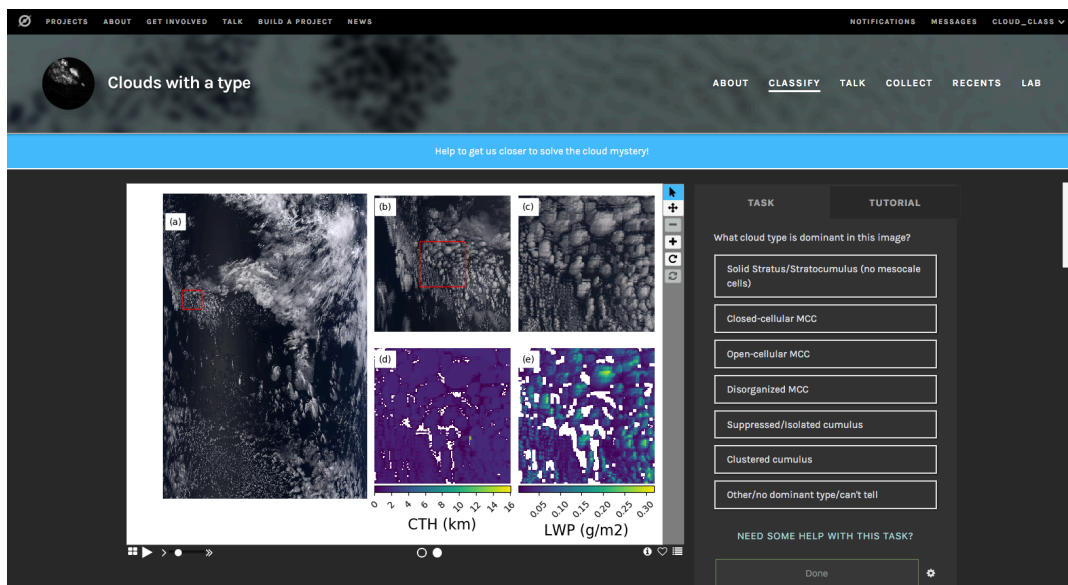 PROJECTS ABOUT GET INVOLVED TALK BUILD A PROJECT NEWS NOTIFICATIONS MESSAGES CLOUD_CLASS
Clouds with a type
ABOUT CLASSIFY TALK COLLECT RECENTS LAB
Help to get us closer to solve the cloud mystery!
(a)
(b)
(c)
(d)
(e)
0 2 4 6 8 10 12 14 16
CTH (km)
0.05 0.10 0.15 0.20 0.25 0.30
LWP (g/m2)
TASK TUTORIAL
What cloud type is dominant in this image?
Solid Stratus/Stratocumulus (no mesocale
cells)
Closed-cellular MCC
Open-cellular MCC
Disorganized MCC
Suppressed/Isolated cumulus
Clustered cumulus
Other/no dominant type/can't tell
NEED SOME HELP WITH THIS TASK?
Done